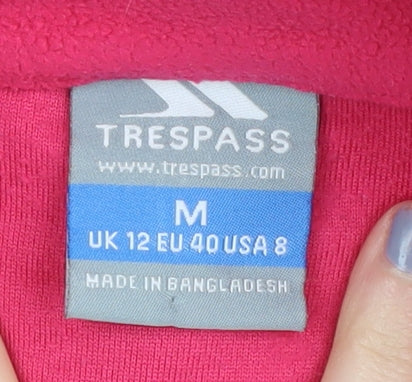 TRESPASS
www.trespass.com
M
UK 12 EU 40 USA 8
MADE IN BANGLADESH